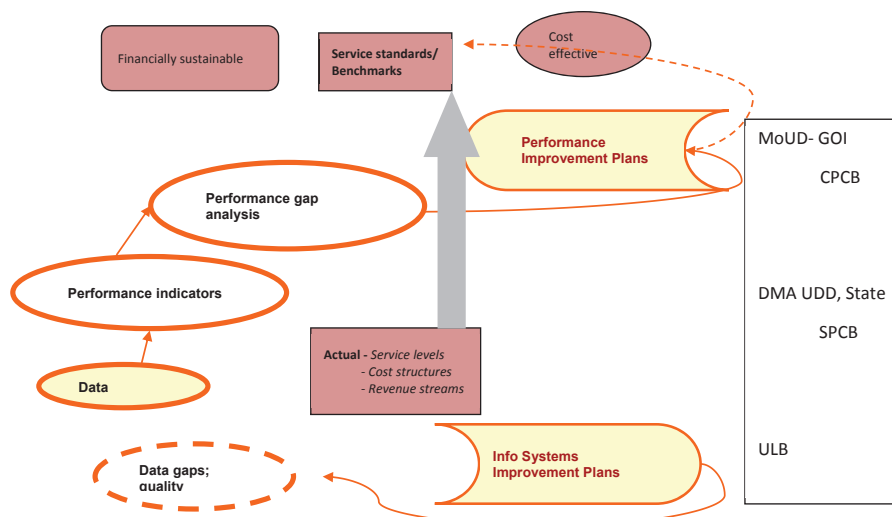 Financially sustainable
Service standards/
Benchmarks
Cost
effective
Performance
Improvement Plans
MoUD- GOI
CPCB
Performance gap
analysis
Performance indicators
DMA UDD, State
SPCB
Actual - Service levels
- Cost structures
- Revenue streams
Data
Info Systems
Improvement Plans
ULB
Data gaps;
quality